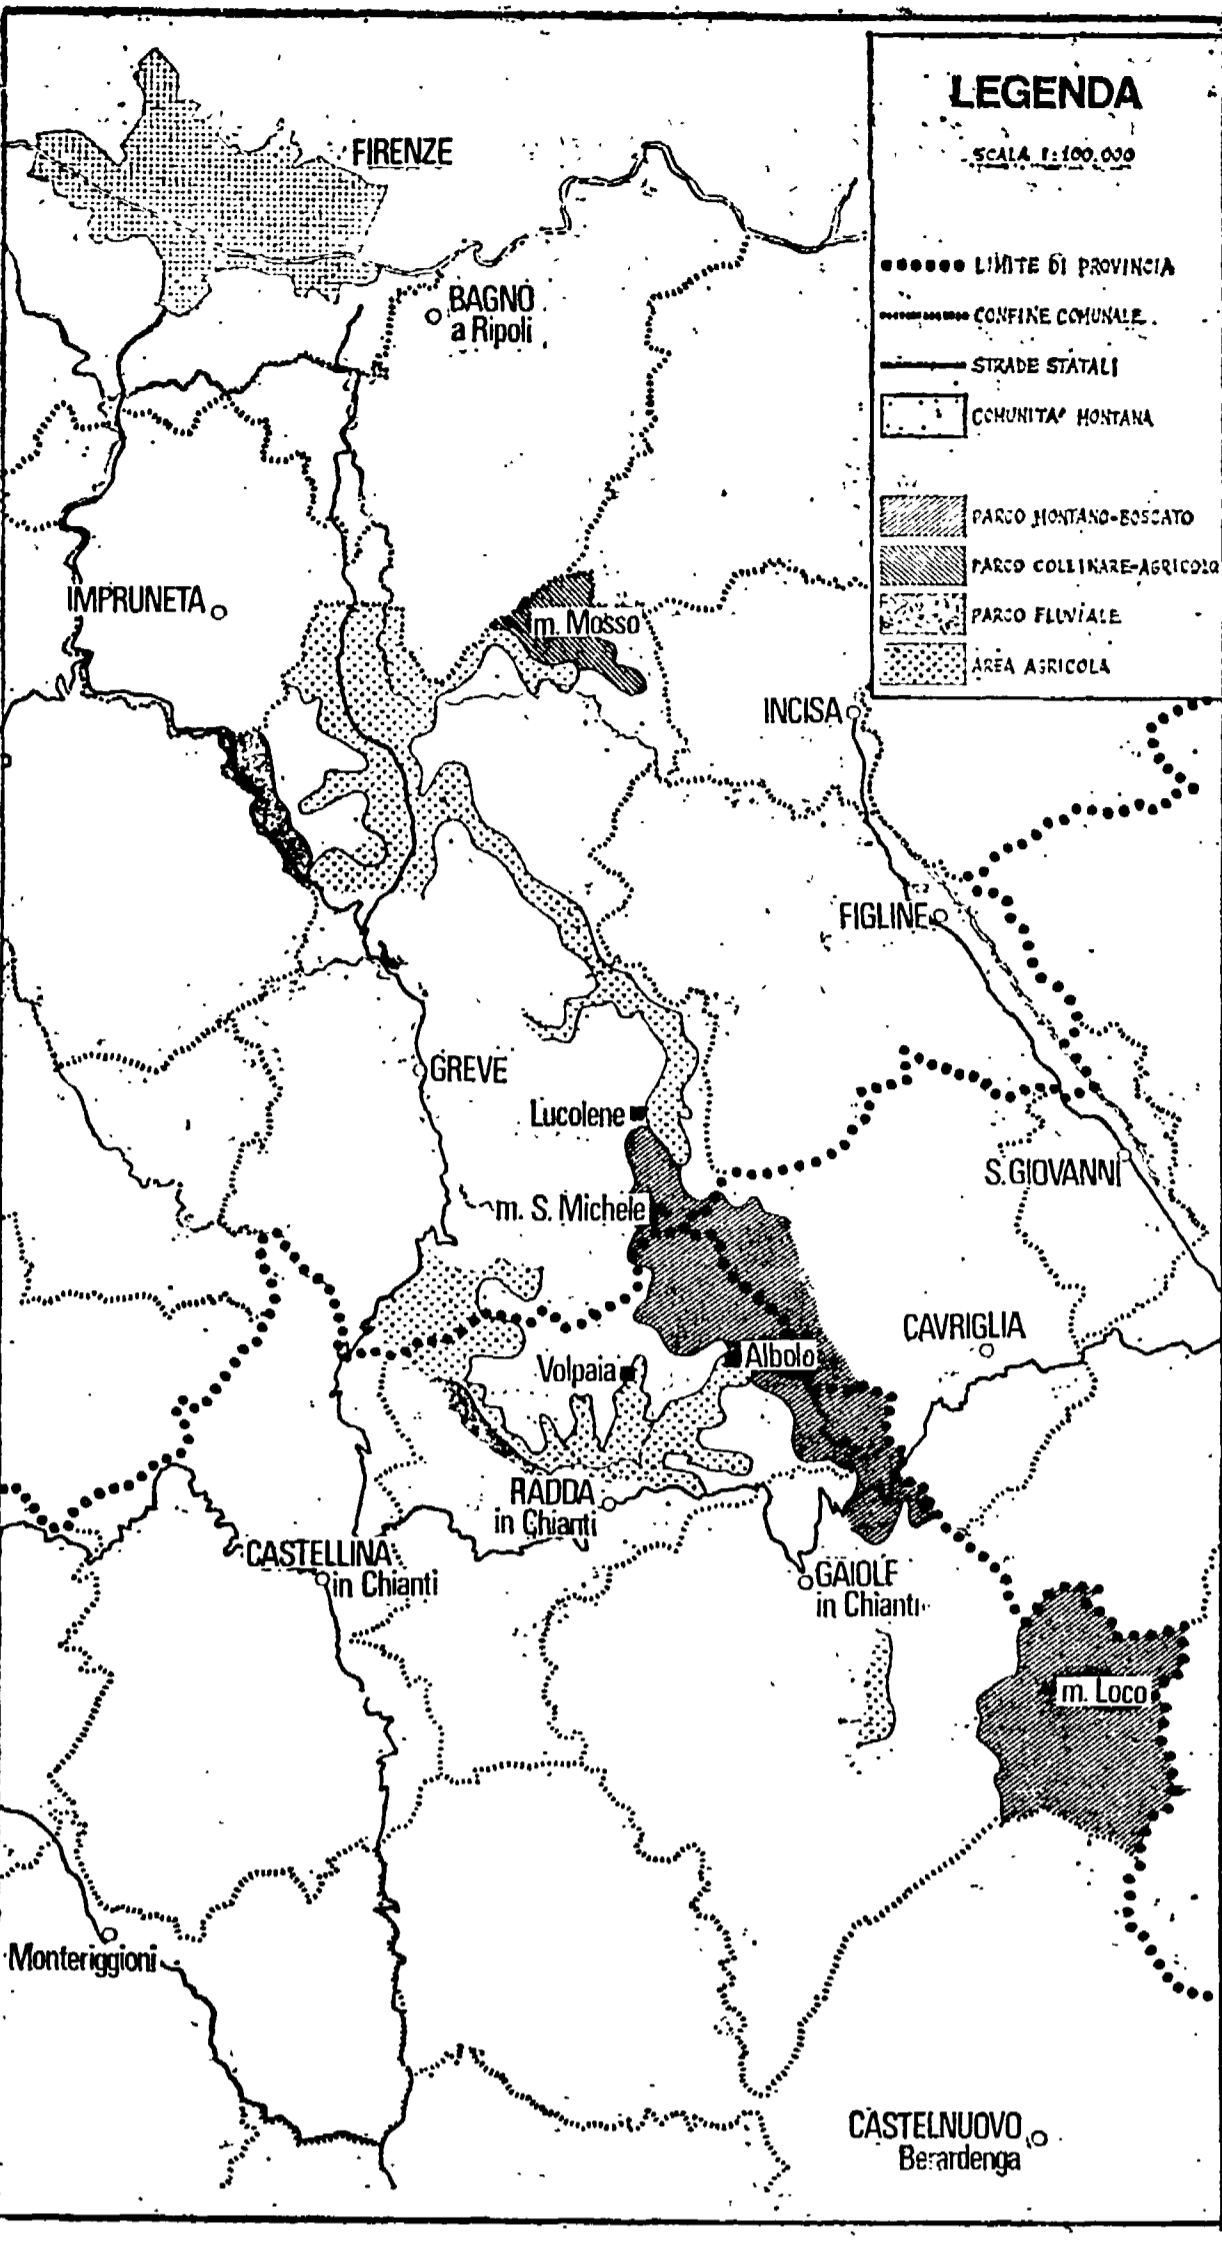 LEGENDA
SCALA 1:100.000
LIMITE DI PROVINCIA
CONFINE COMUNALE
STRADE STATALI
COMUNITA' MONTANA
PARCO MONTANO-BOSCATO
PARCO COLLINARE-AGRICOLO
PARCO FLUVIALE
AREA AGRICOLA
FIRENZE
BAGNO
a Ripoli
IMPRUNETA
m. Mosso
INCISA
FIGLINE
GREVE
Lucolene
S.GIOVANNI
m. S. Michele
CAVRIGLIA
Albolo
Volpaia
RADDA
in Chianti
CASTELLINA
in Chianti
GAIOLE
in Chianti
m. Loco
Monteriggioni
CASTELNUOVO
Berardenga